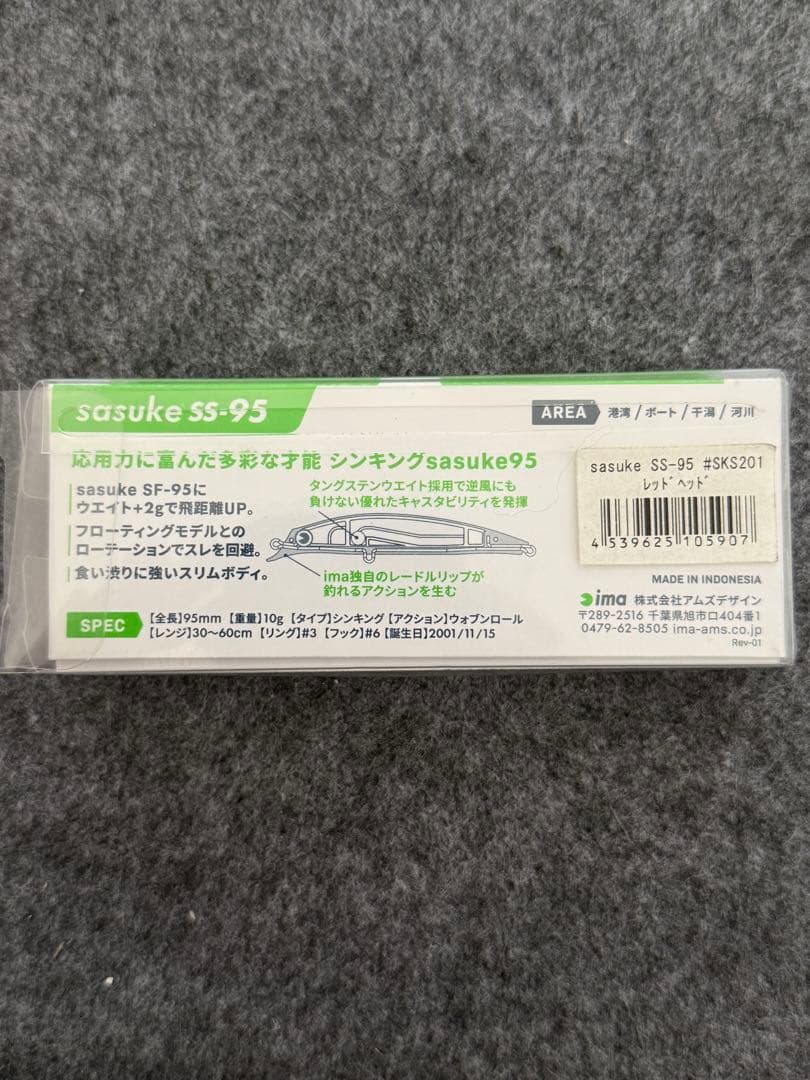 sasuke SS-95
AREA 港湾 / ボート / 干潟 / 河川
応用力に富んだ多彩な才能 シンキングsasuke95
sasuke SF-95に
ウエイト+2gで飛距離UP。
フローティングモデルとの
ローテーションでスレを回避。
食い渋りに強いスリムボディ。
タングステンウエイト採用で逆風にも
負けない優れたキャスタビリティを発揮
ima独自のレードルリップが
釣れるアクションを生む
SPEC
【全長】95mm 【重量】10g 【タイプ】シンキング 【アクション】ウォブンロール
【レンジ】30〜60cm 【リング】#3 【フック】#6 【誕生日】2001/11/15
sasuke SS-95 #SKS201
ﾚｯﾄﾞﾍｯﾄﾞ
4 539625 105907
MADE IN INDONESIA
ima 株式会社アムズデザイン
〒289-2516 千葉県旭市ロ404番1
0479-62-8505 ima-ams.co.jp
Rev-01